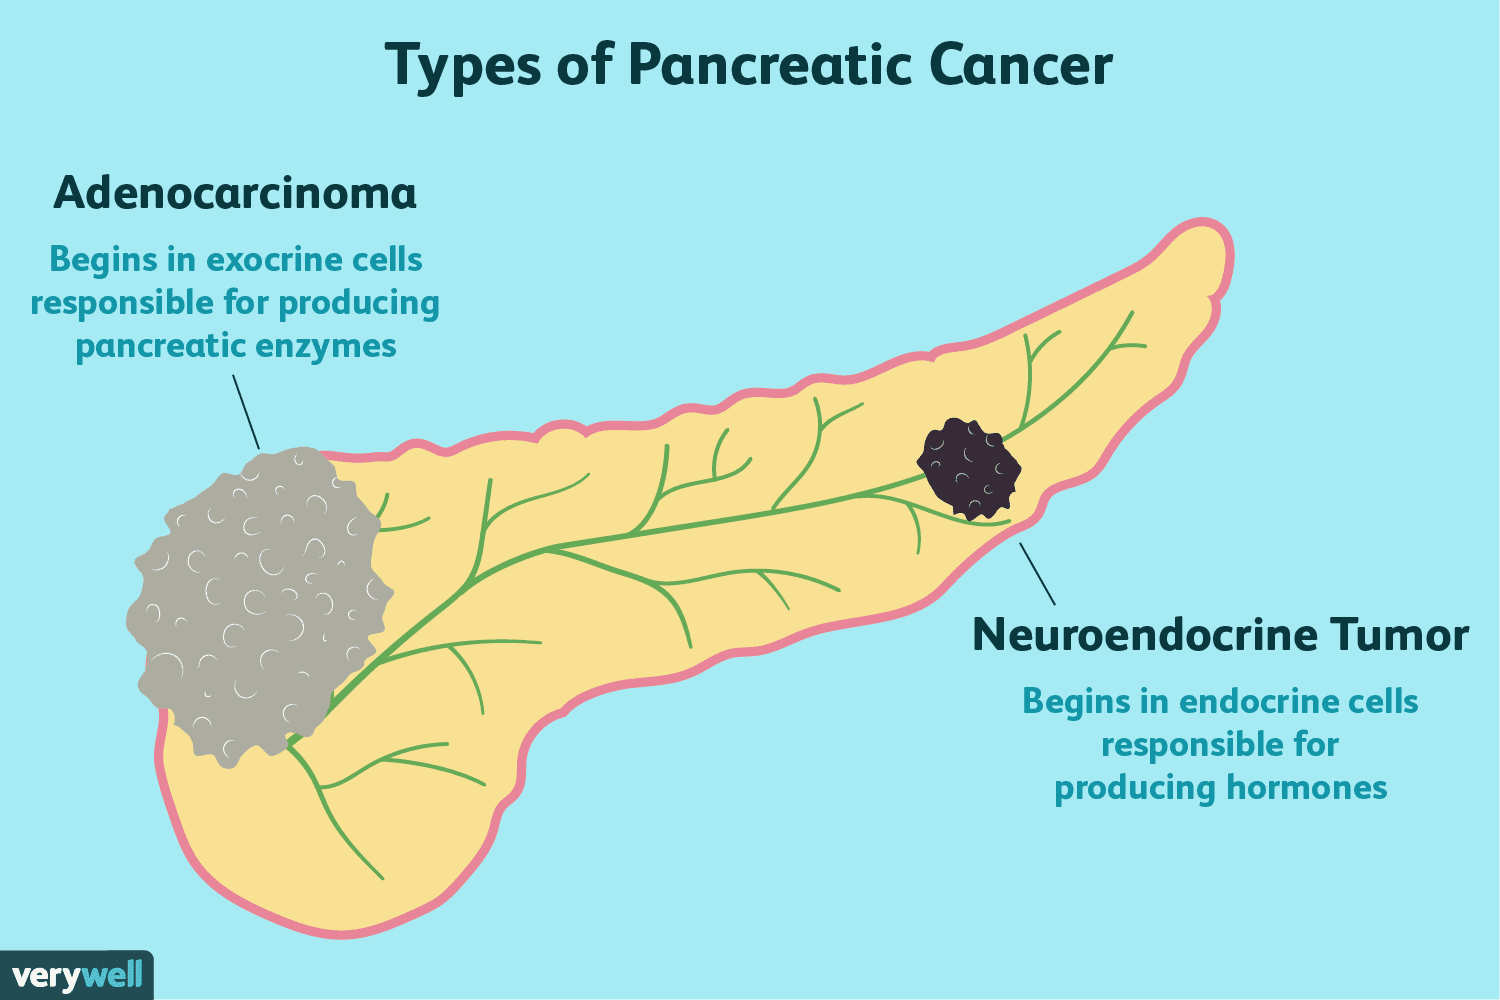 Types of Pancreatic Cancer
Adenocarcinoma
Begins in exocrine cells
responsible for producing
pancreatic enzymes
Neuroendocrine Tumor
Begins in endocrine cells
responsible for
producing hormones
verywell